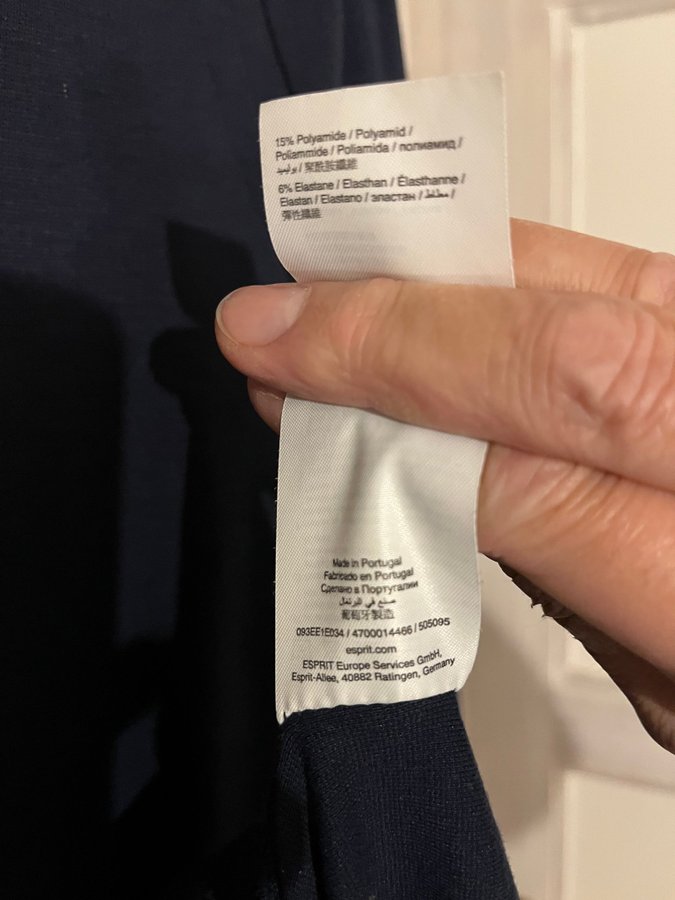 15% Polyamide / Polyamid /
Poliammide / Poliamida / полиамид /
بوليميد / 聚酰胺纖維
6% Elastane / Elasthan / Élasthanne /
Elastan / Elastano / эластан / مطاط /
彈性纖維
Made in Portugal
Fabricado en Portugal
Сделано в Португалии
صنع في البرتغال
葡萄牙製造
093EE1E034 / 4700014466 / 505095
esprit.com
ESPRIT Europe Services GmbH,
Esprit-Allee, 40882 Ratingen, Germany